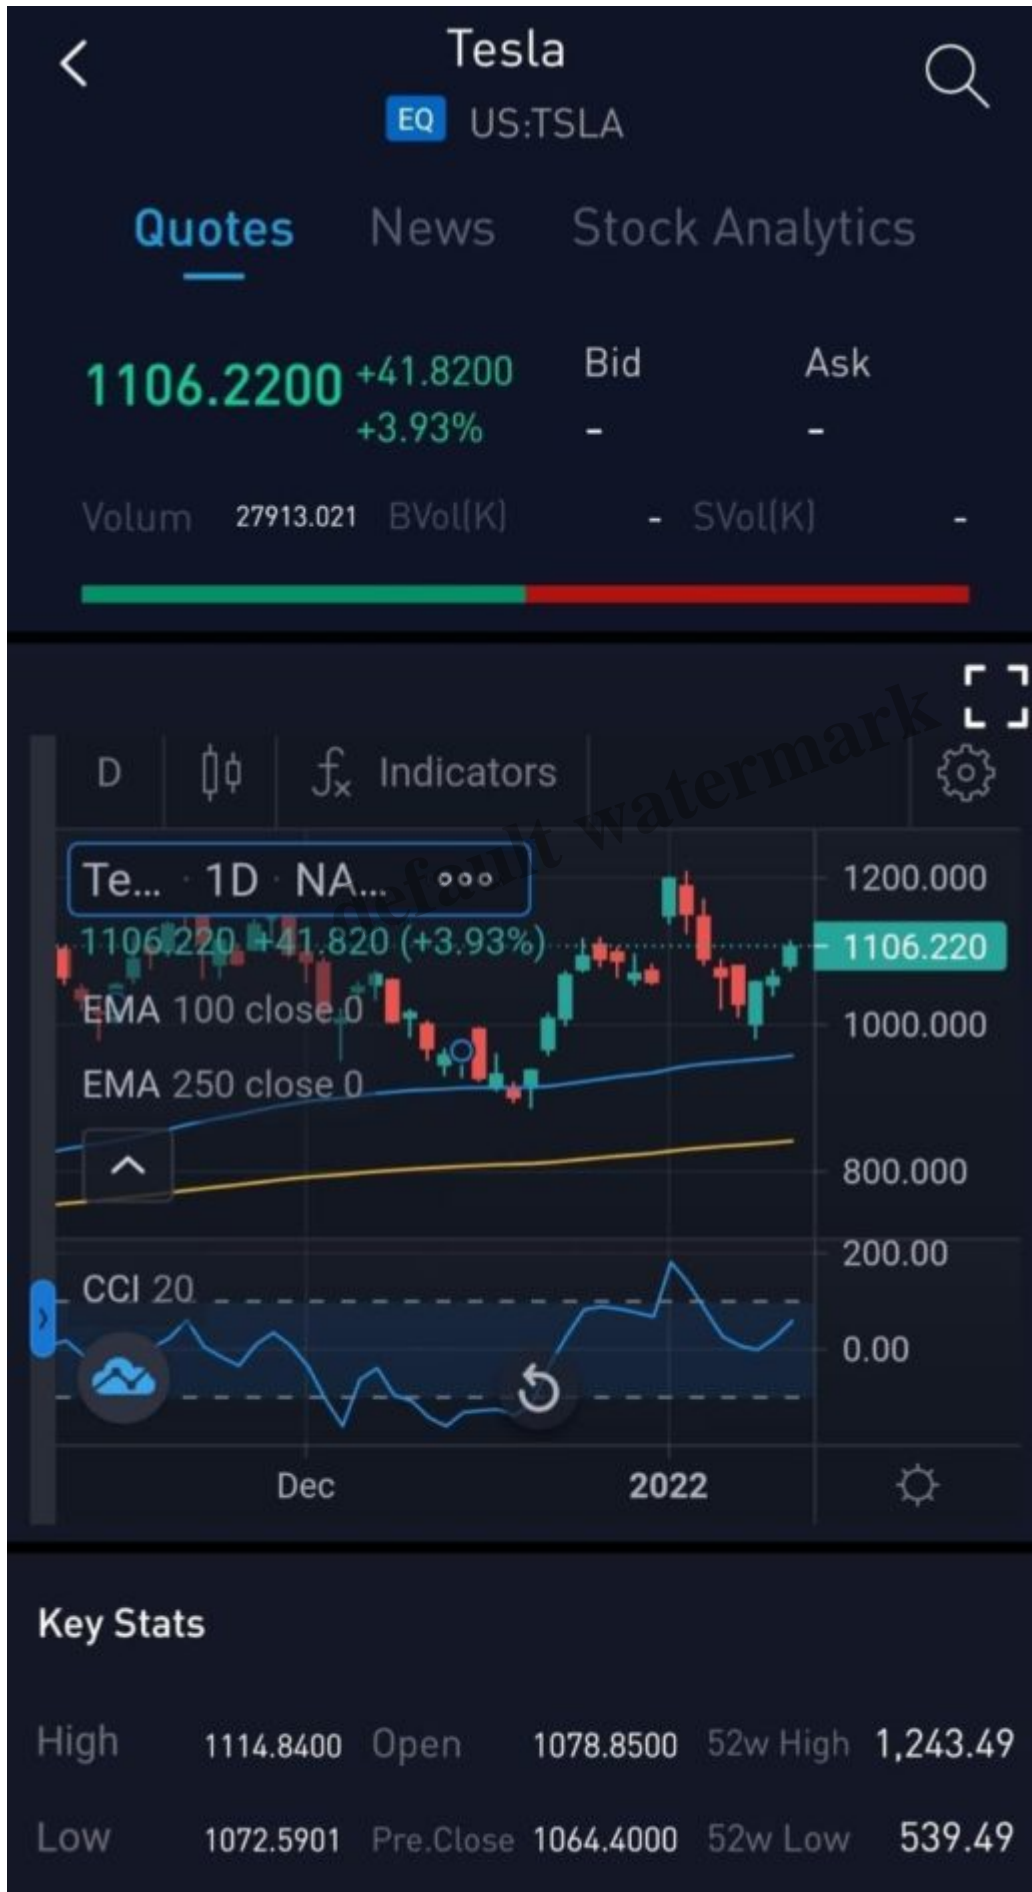 Tesla
EQ US:TSLA
Quotes News Stock Analytics
1106.2200 +41.8200 Bid Ask
+3.93% - -
Volum 27913.021 BVol(K) - SVol(K) -
default watermark
D fx Indicators
Te... · 1D · NA... 1200.000
1106.220 +41.820 (+3.93%) 1106.220
EMA 100 close 0 1000.000
EMA 250 close 0
800.000
200.00
CCI 20
0.00
Dec 2022
Key Stats
High 1114.8400 Open 1078.8500 52w High 1,243.49
Low 1072.5901 Pre.Close 1064.4000 52w Low 539.49